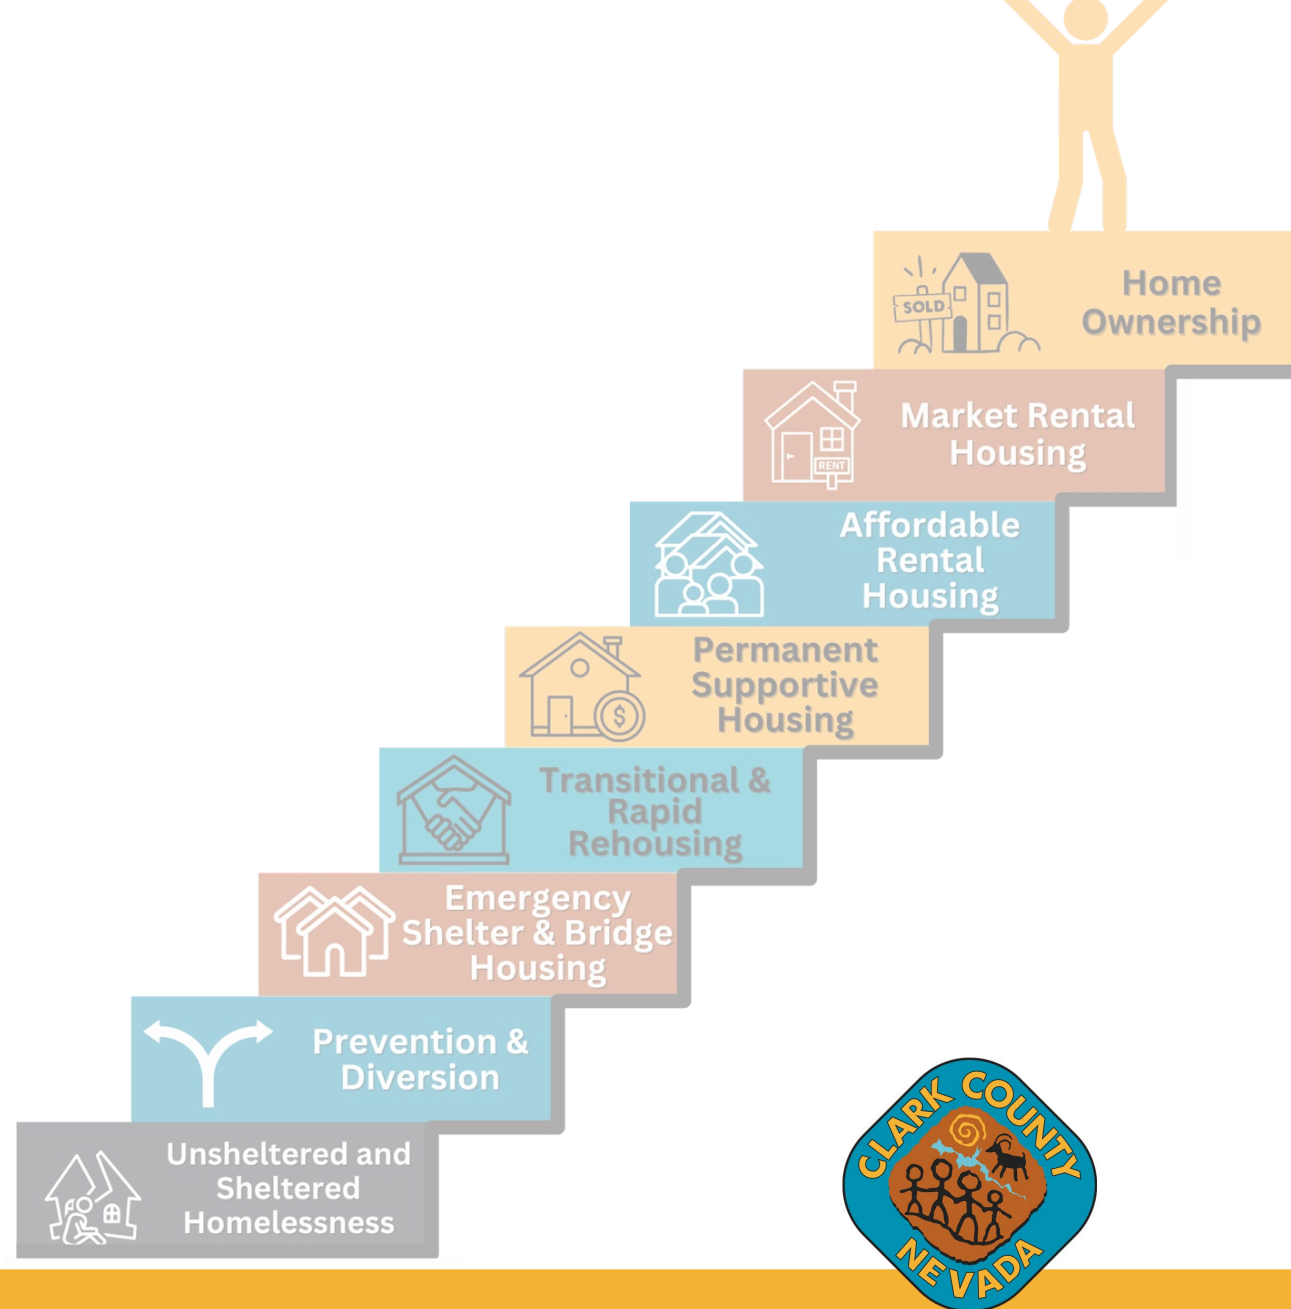 Home
Ownership
SOLD
Market Rental
Housing
RENT
Affordable
Rental
Housing
Permanent
Supportive
Housing
$
Transitional &
Rapid
Rehousing
Emergency
Shelter & Bridge
Housing
Prevention &
Diversion
Unsheltered and
Sheltered
Homelessness
CLARK COUNTY
NEVADA